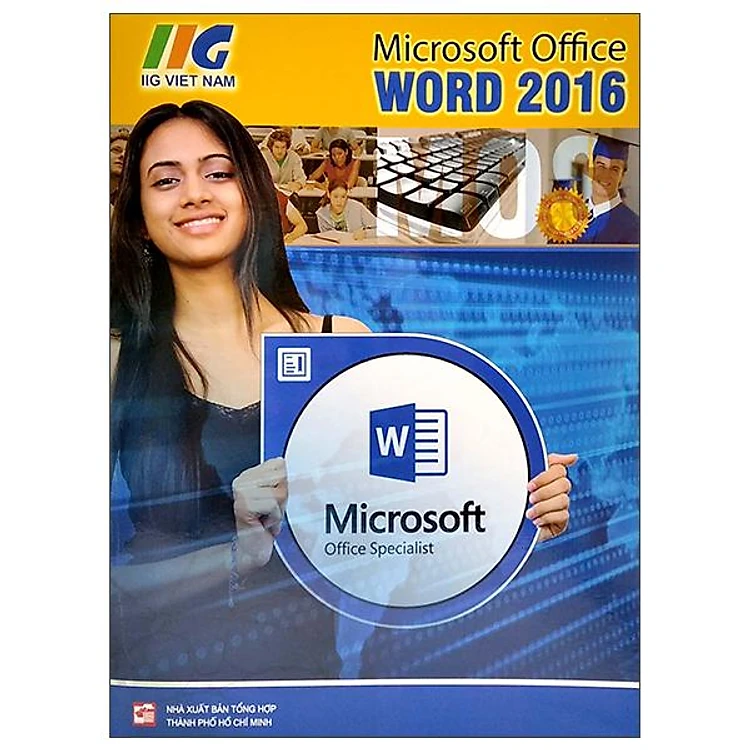 IIG
IIG VIET NAM
Microsoft Office
WORD 2016
MOS
W
Microsoft
Office Specialist
NHÀ XUẤT BẢN TỔNG HỢP
THÀNH PHỐ HỒ CHÍ MINH